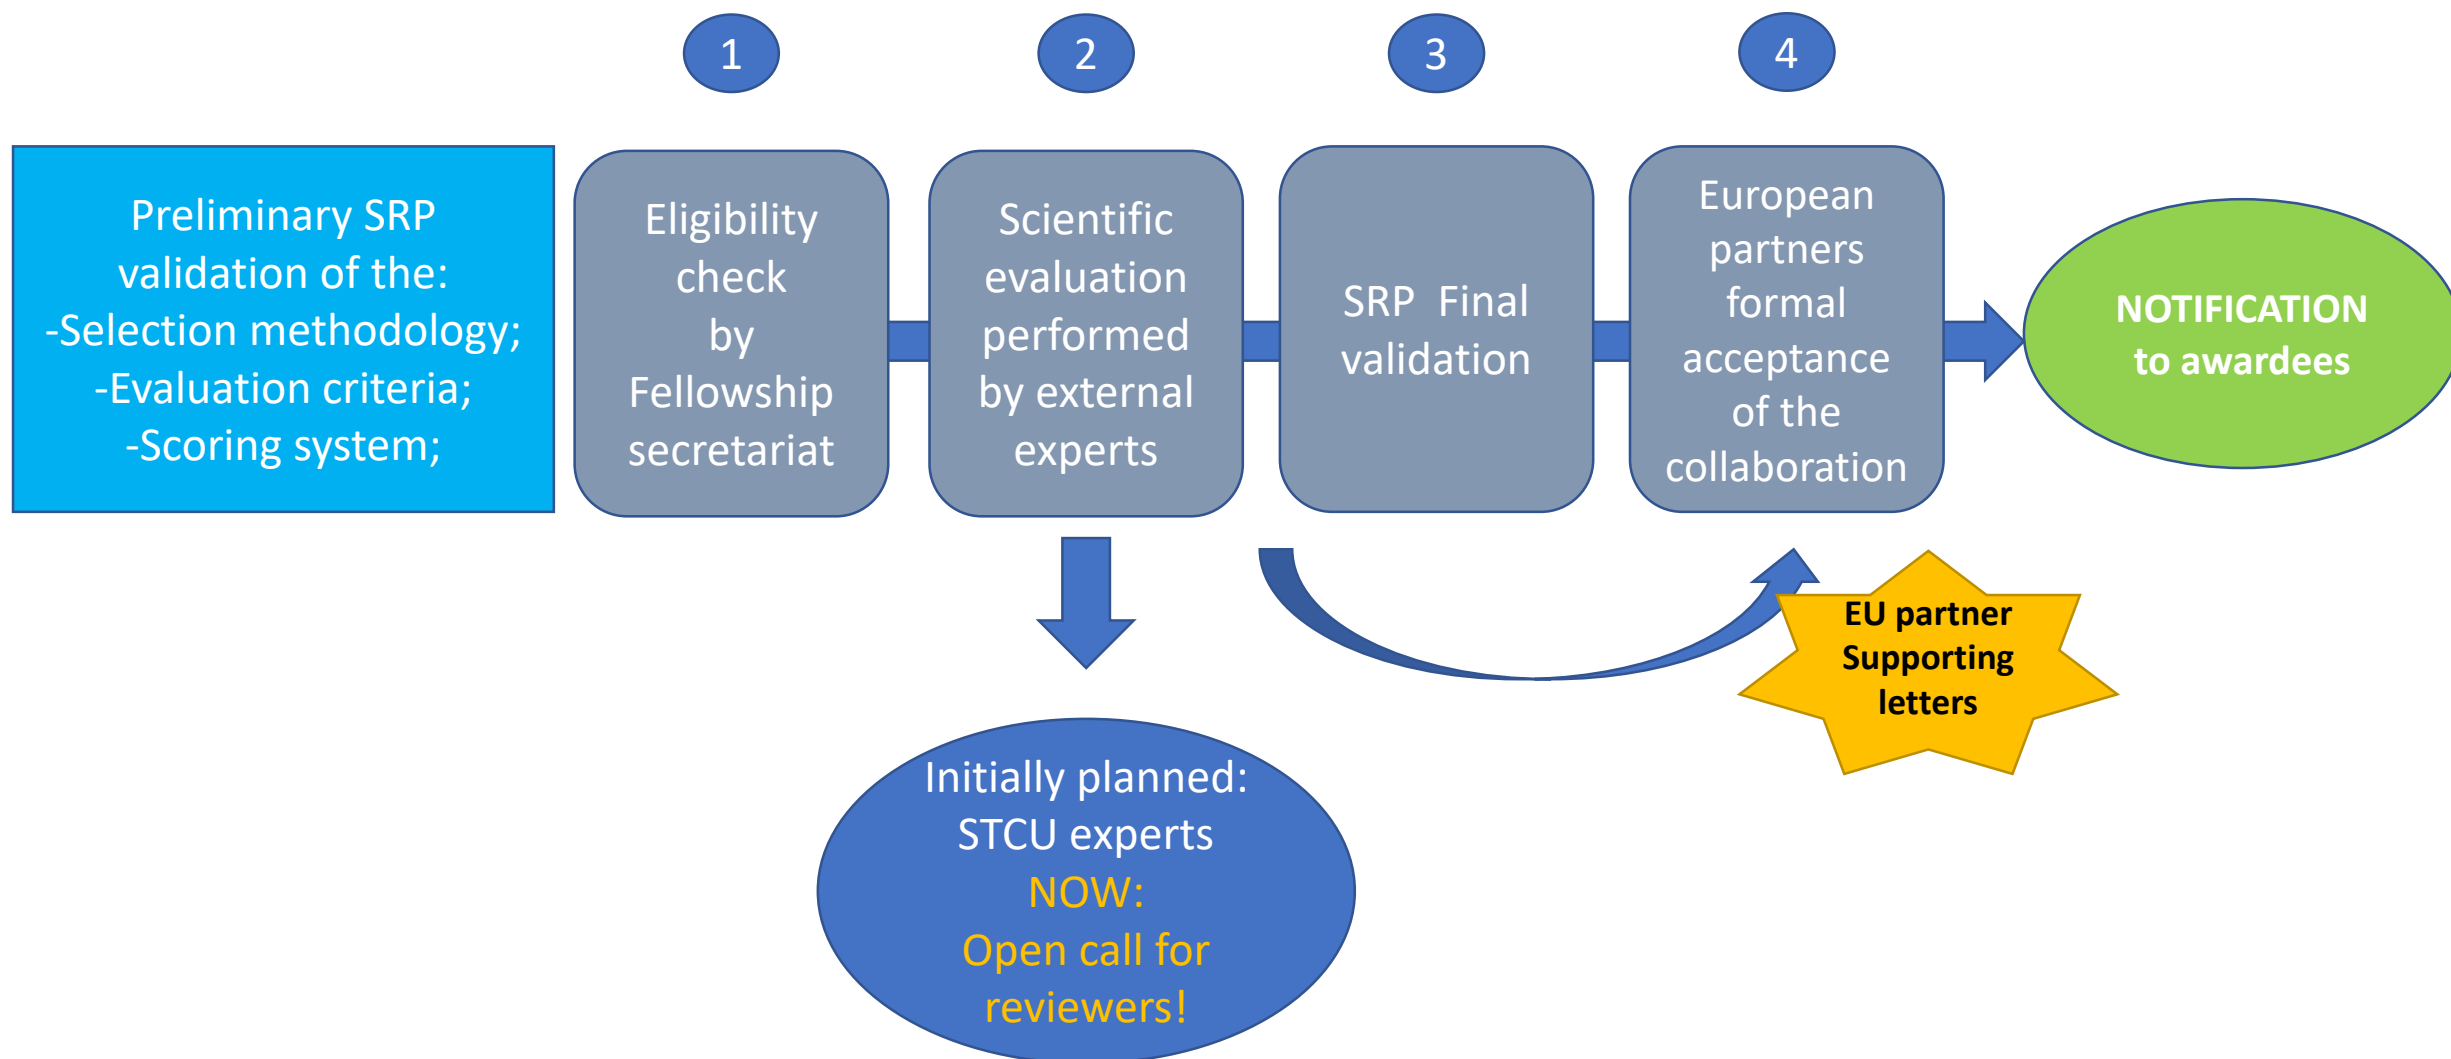 1
2
3
4
Preliminary SRP
validation of the:
-Selection methodology;
-Evaluation criteria;
-Scoring system;
Eligibility
check
by
Fellowship
secretariat
Scientific
evaluation
performed
by external
experts
SRP  Final
validation
European
partners
formal
acceptance
of the
collaboration
NOTIFICATION
to awardees
EU partner
Supporting
letters
Initially planned:
STCU experts
NOW:
Open call for
reviewers!